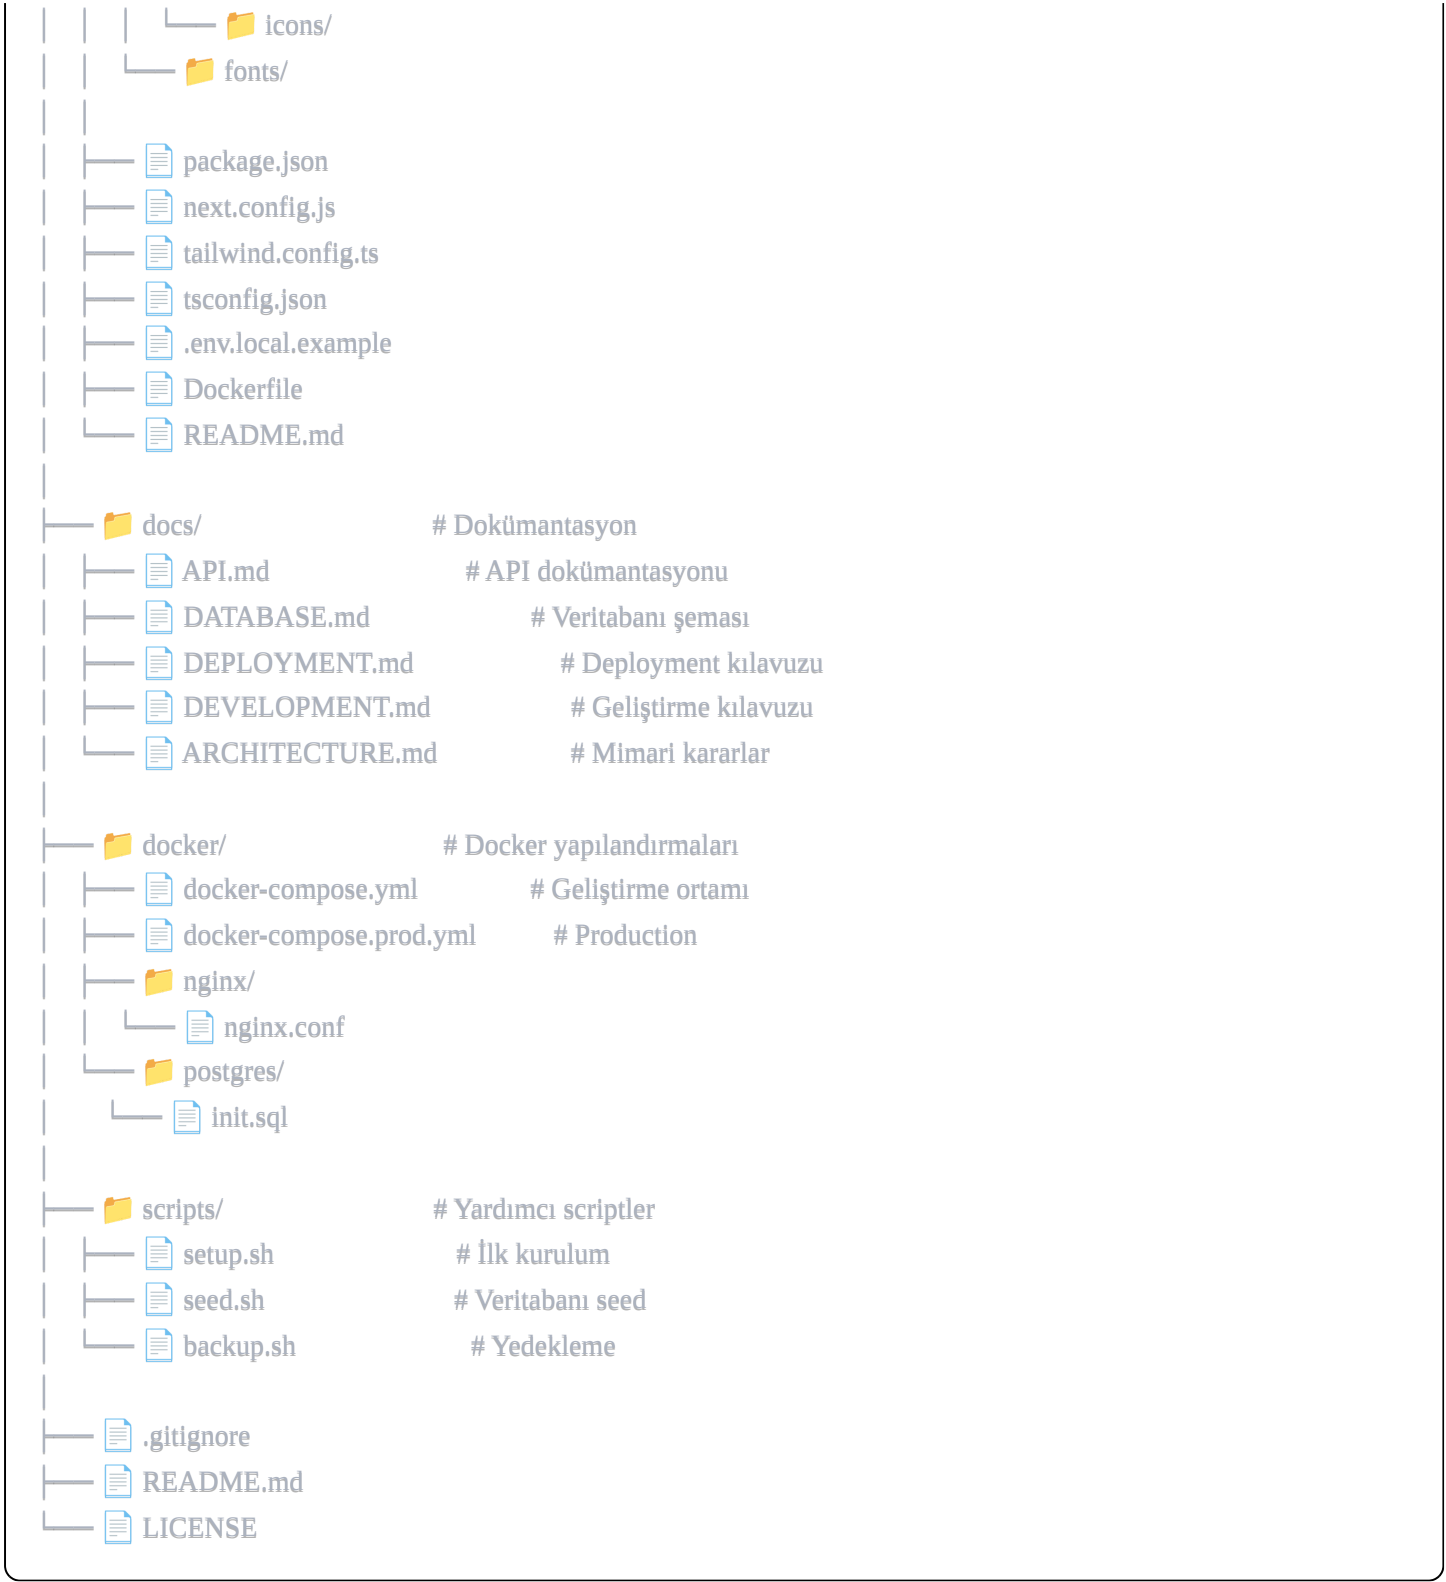 │   │   │   └── 📁 icons/
│   │   └── 📁 fonts/
│   │
│   ├── 📄 package.json
│   ├── 📄 next.config.js
│   ├── 📄 tailwind.config.ts
│   ├── 📄 tsconfig.json
│   ├── 📄 .env.local.example
│   ├── 📄 Dockerfile
│   └── 📄 README.md
│
├── 📁 docs/                     # Dokümantasyon
│   ├── 📄 API.md                  # API dokümantasyonu
│   ├── 📄 DATABASE.md               # Veritabanı şeması
│   ├── 📄 DEPLOYMENT.md              # Deployment kılavuzu
│   ├── 📄 DEVELOPMENT.md             # Geliştirme kılavuzu
│   └── 📄 ARCHITECTURE.md            # Mimari kararlar
│
├── 📁 docker/                    # Docker yapılandırmaları
│   ├── 📄 docker-compose.yml          # Geliştirme ortamı
│   ├── 📄 docker-compose.prod.yml       # Production
│   ├── 📁 nginx/
│   │   └── 📄 nginx.conf
│   └── 📁 postgres/
│       └── 📄 init.sql
│
├── 📁 scripts/                   # Yardımcı scriptler
│   ├── 📄 setup.sh                 # İlk kurulum
│   ├── 📄 seed.sh                  # Veritabanı seed
│   └── 📄 backup.sh                # Yedekleme
│
├── 📄 .gitignore
├── 📄 README.md
└── 📄 LICENSE